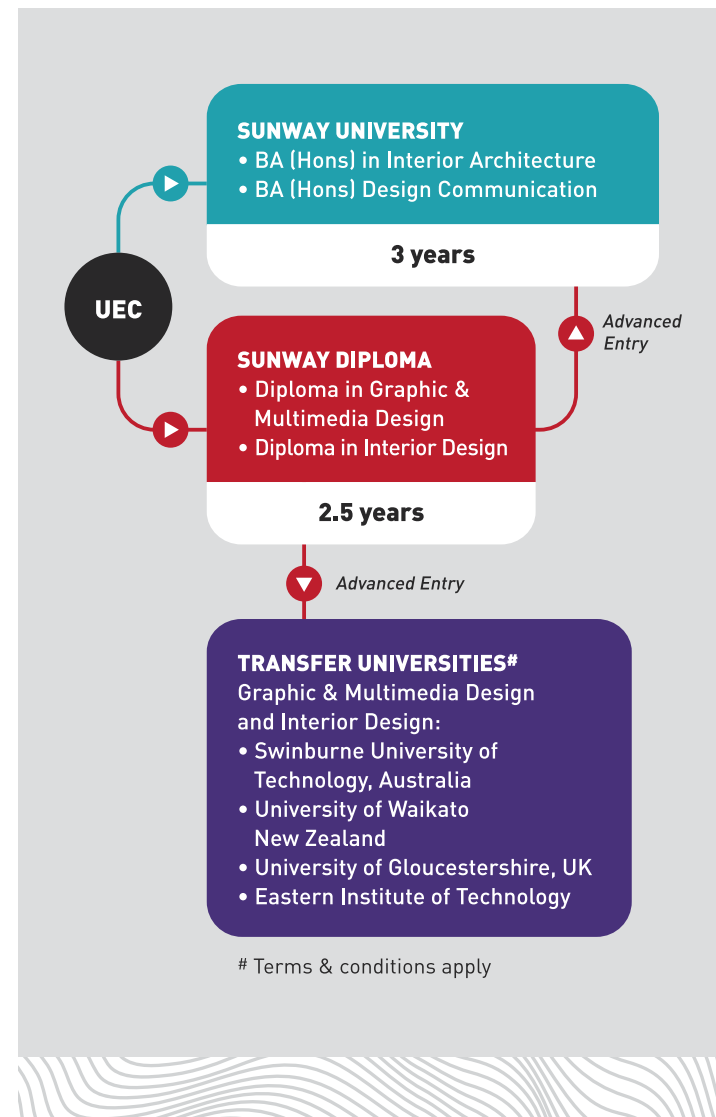 SUNWAY UNIVERSITY
• BA (Hons) in Interior Architecture
• BA (Hons) Design Communication
3 years
UEC
Advanced
Entry
SUNWAY DIPLOMA
• Diploma in Graphic &
Multimedia Design
• Diploma in Interior Design
2.5 years
Advanced Entry
TRANSFER UNIVERSITIES#
Graphic & Multimedia Design
and Interior Design:
• Swinburne University of
Technology, Australia
• University of Waikato
New Zealand
• University of Gloucestershire, UK
• Eastern Institute of Technology
# Terms & conditions apply